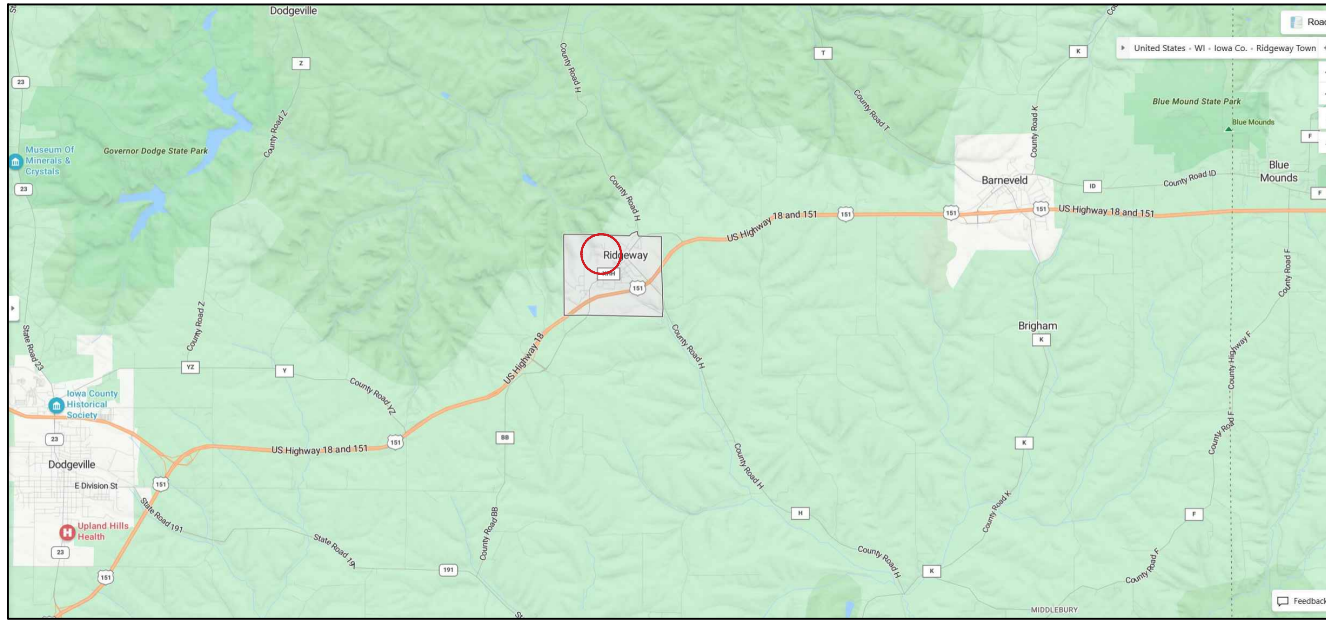 Dodgeville
Road
United States - WI - Iowa Co. - Ridgeway Town
23
Z
County Road H
T
K
County Road Z
County Road T
County Road K
Blue Mound State Park
Blue Mounds
F
Museum Of
Minerals &
Crystals
Governor Dodge State Park
23
County Road H
Barneveld
ID
County Road ID
Blue
Mounds
F
US Highway 18 and 151
151
151
151
US Highway 18 and 151
Ridgeway
151
County Road F
State Road 23
County Road Z
US Highway 18
County Road H
Brigham
K
County Highway F
YZ
Y
County Road YZ
Iowa County
Historical
Society
23
US Highway 18 and 151
151
BB
County Road H
K
County Road F
Dodgeville
E Division St
151
State Road 191
County Road BB
H
County Road K
F
Upland Hills
Health
23
State Road 19
191
151
County Road H
K
County Road F
MIDDLEBURY
Feedback